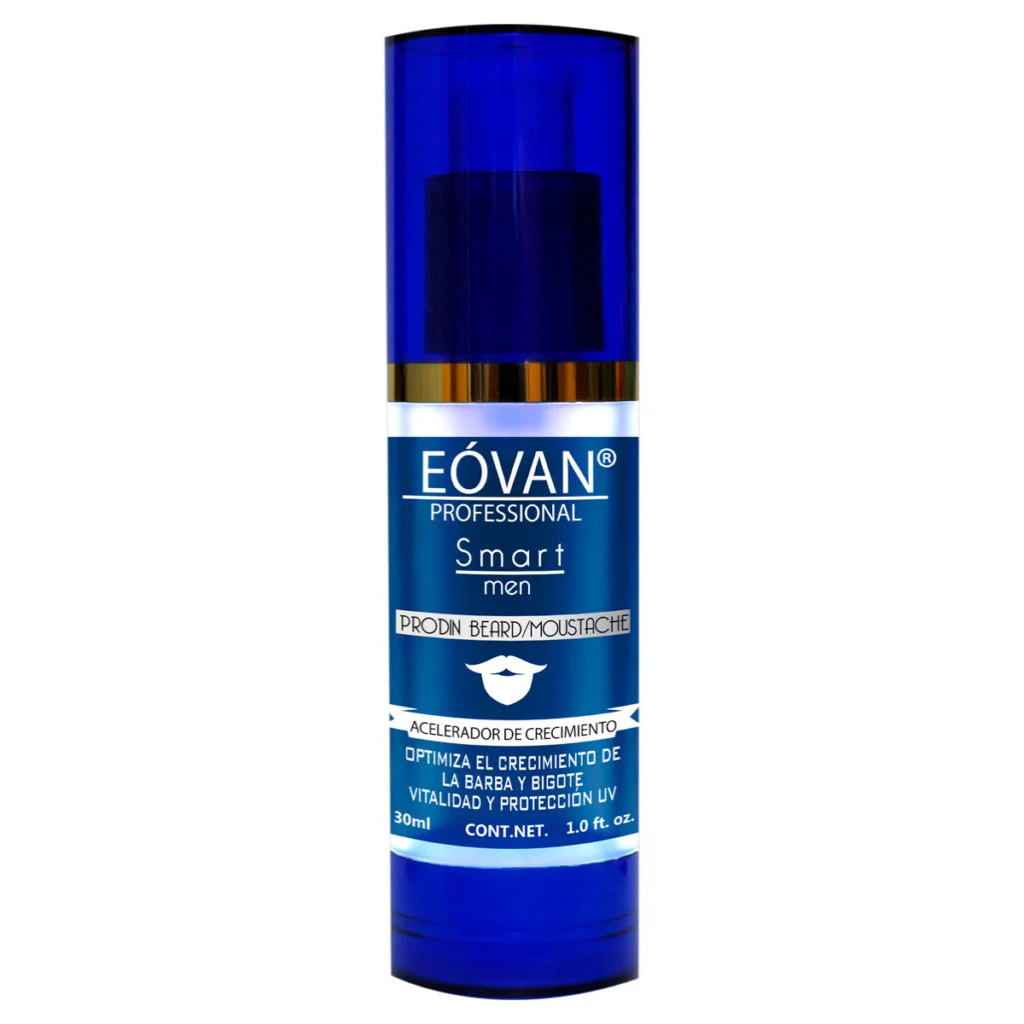 EÓVAN®
PROFESSIONAL
Smart
men
PRODIN BEARD/MOUSTACHE
ACELERADOR DE CRECIMIENTO
OPTIMIZA EL CRECIMIENTO DE
LA BARBA Y BIGOTE
VITALIDAD Y PROTECCIÓN UV
30ml CONT.NET. 1.0 ft. oz.